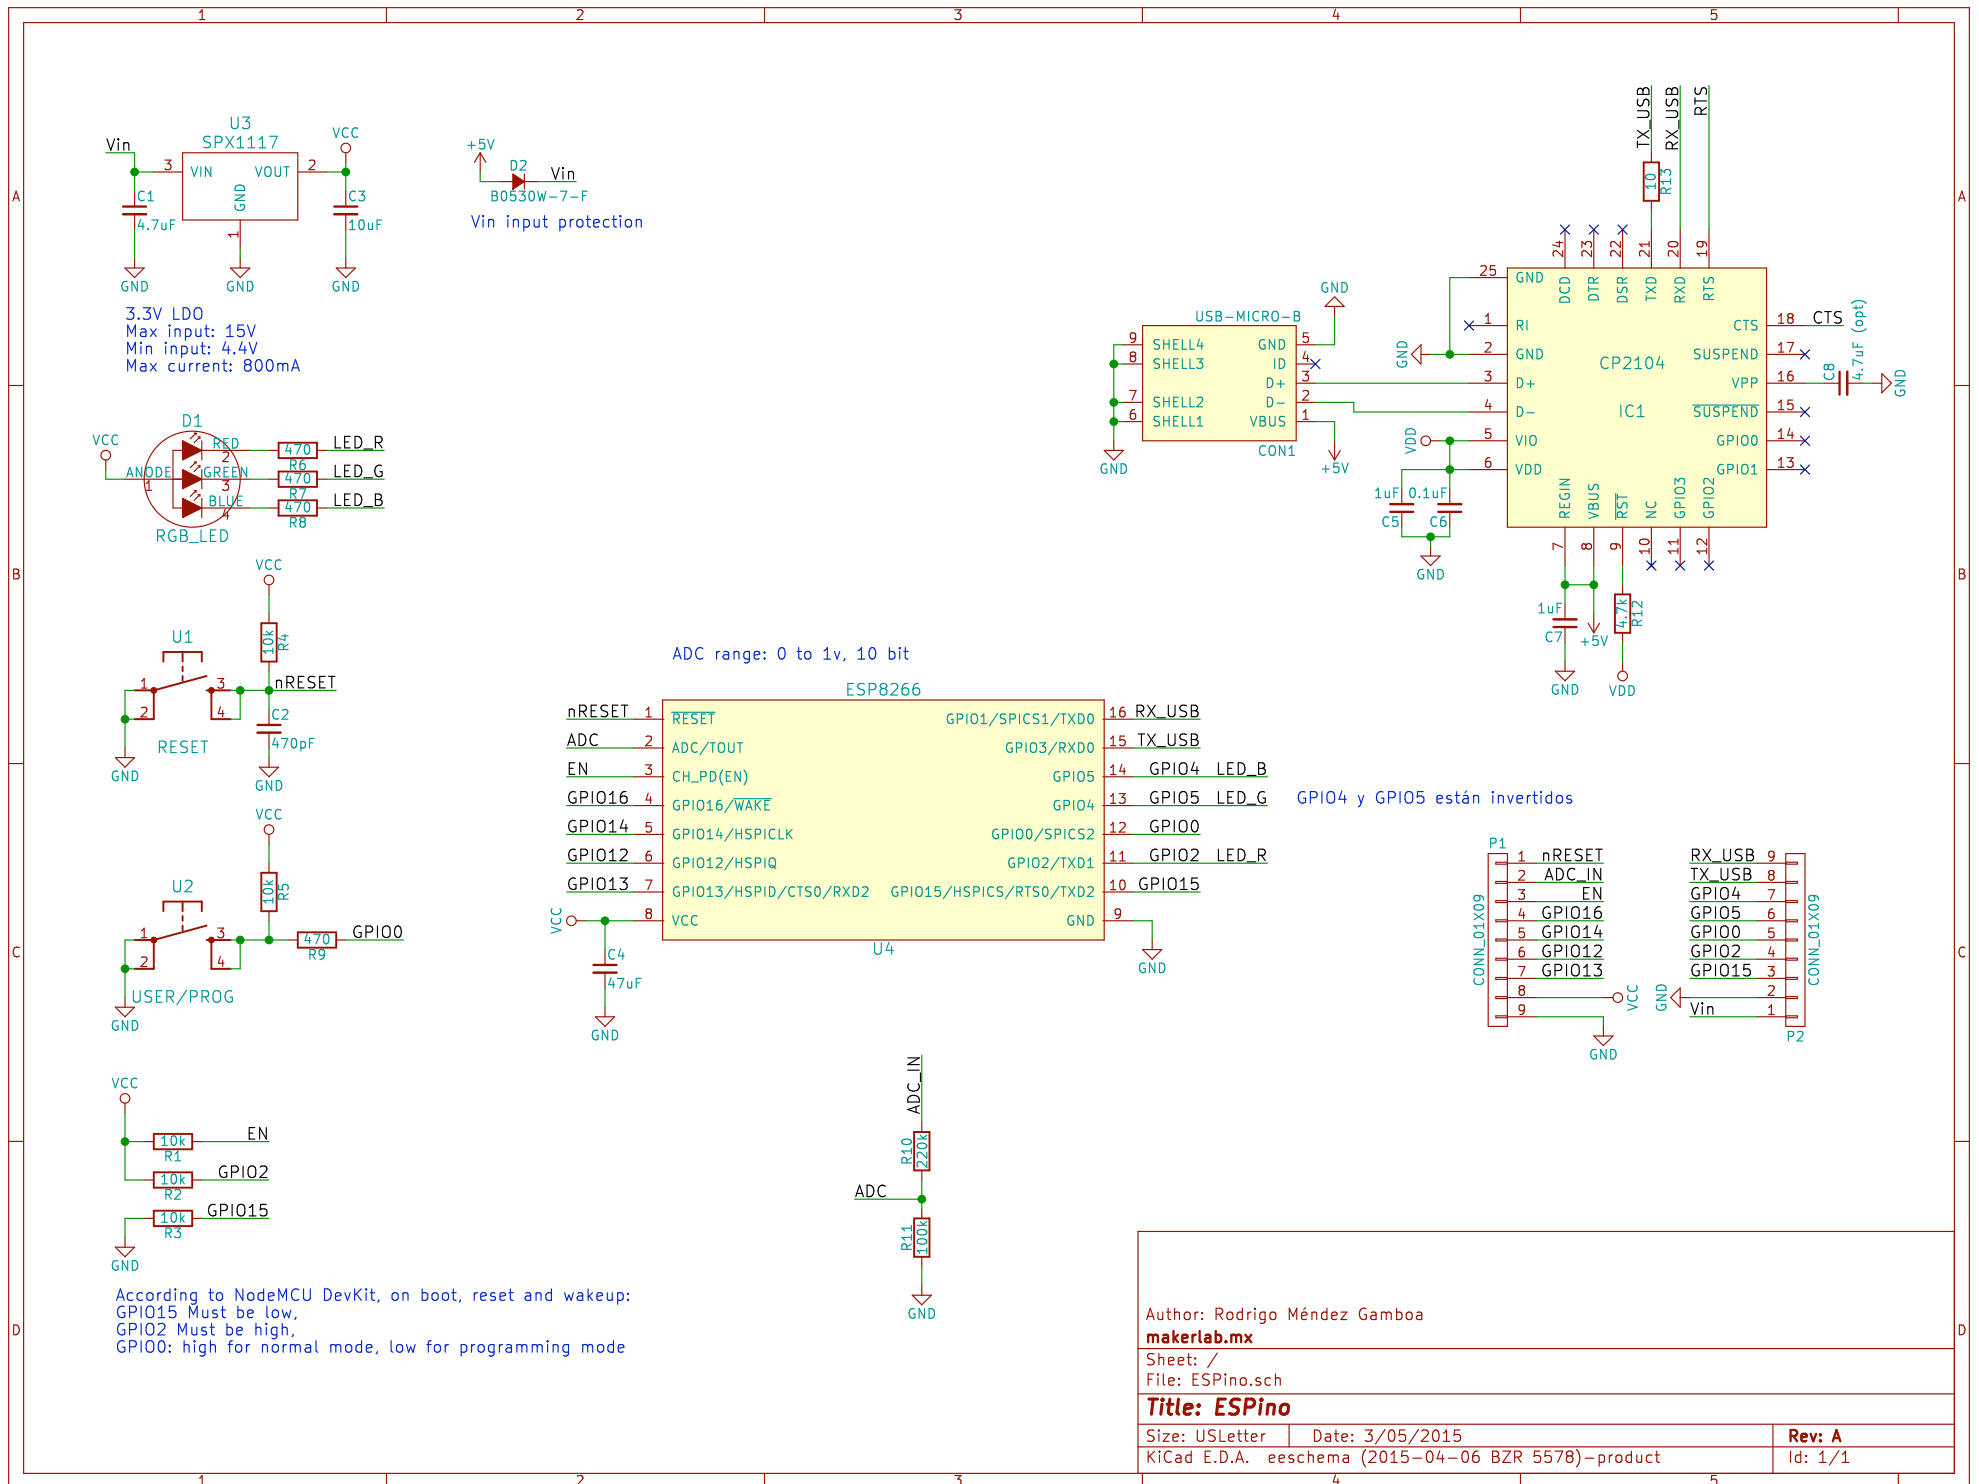 1 2 3 4 5
A
B
C
D
A
B
C
D
1 2 3 4 5
U3
SPX1117
Vin
3 VIN VOUT 2
GND
1
VCC
C1
4.7uF
C3
10uF
GND
GND
GND
3.3V LDO
Max input: 15V
Min input: 4.4V
Max current: 800mA
+5V
D2
Vin
B0530W-7-F
Vin input protection
D1
VCC
ANODE
1
RED
2
GREEN
3
BLUE
4
RGB_LED
470
R6
LED_R
470
R7
LED_G
470
R8
LED_B
VCC
10k
R4
U1
1
2
3
4
nRESET
C2
470pF
RESET
GND
GND
VCC
10k
R5
U2
1
2
3
4
470
R9
GPIO0
USER/PROG
GND
VCC
10k
R1
EN
10k
R2
GPIO2
10k
R3
GPIO15
GND
According to NodeMCU DevKit, on boot, reset and wakeup:
GPIO15 Must be low,
GPIO2 Must be high,
GPIO0: high for normal mode, low for programming mode
ADC range: 0 to 1v, 10 bit
ESP8266
nRESET 1 RESET
ADC 2 ADC/TOUT
EN 3 CH_PD(EN)
GPIO16 4 GPIO16/WAKE
GPIO14 5 GPIO14/HSPICLK
GPIO12 6 GPIO12/HSPIQ
GPIO13 7 GPIO13/HSPID/CTS0/RXD2
VCC 8 VCC
GPIO1/SPICS1/TXD0 16 RX_USB
GPIO3/RXD0 15 TX_USB
GPIO5 14 GPIO4 LED_B
GPIO4 13 GPIO5 LED_G
GPIO0/SPICS2 12 GPIO0
GPIO2/TXD1 11 GPIO2 LED_R
GPIO15/HSPICS/RTS0/TXD2 10 GPIO15
GND 9
U4
GND
C4
47uF
GND
GPIO4 y GPIO5 están invertidos
ADC_IN
R10
220k
ADC
R11
100k
GND
USB-MICRO-B
9 SHELL4
8 SHELL3
7 SHELL2
6 SHELL1
GND 5
ID 4
D+ 3
D- 2
VBUS 1
CON1
GND
GND
+5V
TX_USB
RX_USB
RTS
10
R13
24 DCD
23 DTR
22 DSR
21 TXD
20 RXD
19 RTS
25 GND
1 RI
2 GND
3 D+
4 D-
5 VIO
6 VDD
CP2104
IC1
CTS 18 CTS
SUSPEND 17
VPP 16
SUSPEND 15
GPIO0 14
GPIO1 13
REGIN 7
VBUS 8
RST 9
NC 10
GPIO3 11
GPIO2 12
C8
4.7uF (opt)
GND
GND
VDD
1uF
C5
0.1uF
C6
GND
1uF
C7
GND
+5V
4.7k
R12
VDD
P1
CONN_01X09
1 nRESET
2 ADC_IN
3 EN
4 GPIO16
5 GPIO14
6 GPIO12
7 GPIO13
8 VCC
9
GND
RX_USB 9
TX_USB 8
GPIO4 7
GPIO5 6
GPIO0 5
GPIO2 4
GPIO15 3
GND 2
Vin 1
CONN_01X09
P2
Author: Rodrigo Méndez Gamboa
makerlab.mx
Sheet: /
File: ESPino.sch
Title: ESPino
Size: USLetter Date: 3/05/2015 Rev: A
KiCad E.D.A. eeschema (2015-04-06 BZR 5578)-product Id: 1/1